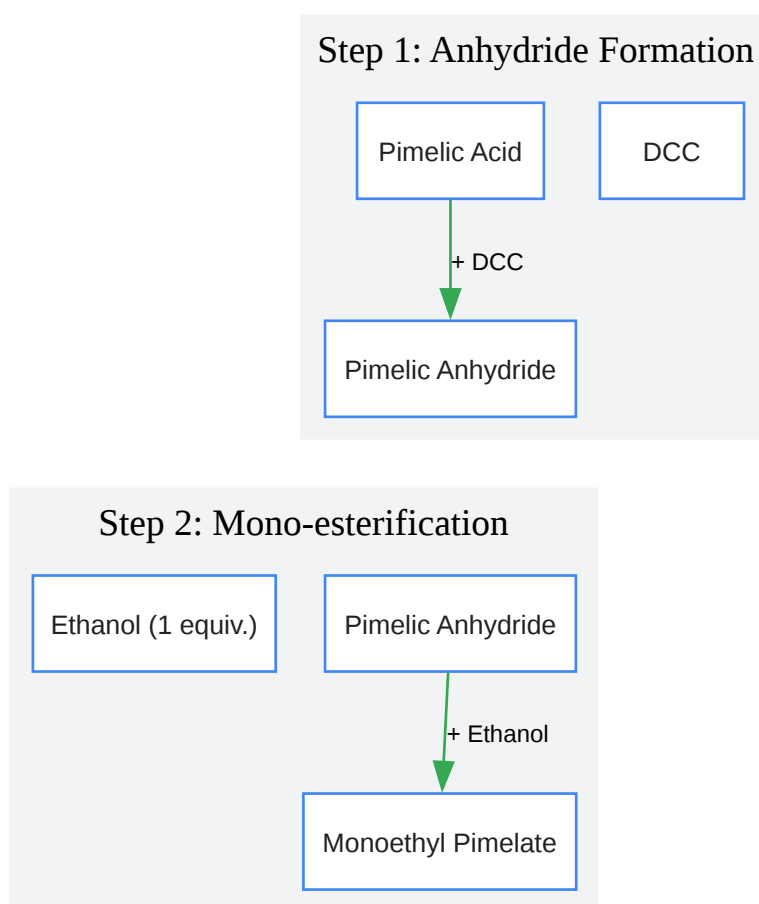 Step 1: Anhydride Formation
Pimelic Acid
DCC
+ DCC
Pimelic Anhydride
Step 2: Mono-esterification
Ethanol (1 equiv.)
Pimelic Anhydride
+ Ethanol
Monoethyl Pimelate